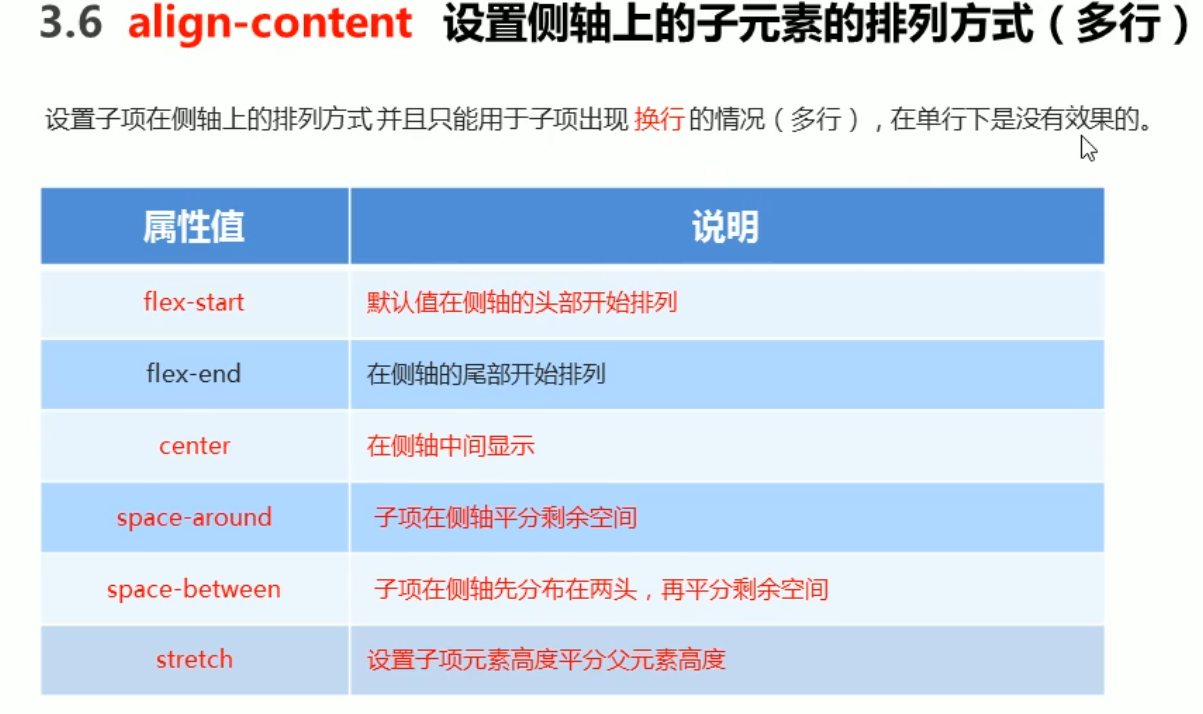 3.6 align-content 设置侧轴上的子元素的排列方式（多行）
设置子项在侧轴上的排列方式 并且只能用于子项出现 换行 的情况（多行），在单行下是没有效果的。
属性值 说明
flex-start 默认值在侧轴的头部开始排列
flex-end 在侧轴的尾部开始排列
center 在侧轴中间显示
space-around 子项在侧轴平分剩余空间
space-between 子项在侧轴先分布在两头，再平分剩余空间
stretch 设置子项元素高度平分父元素高度